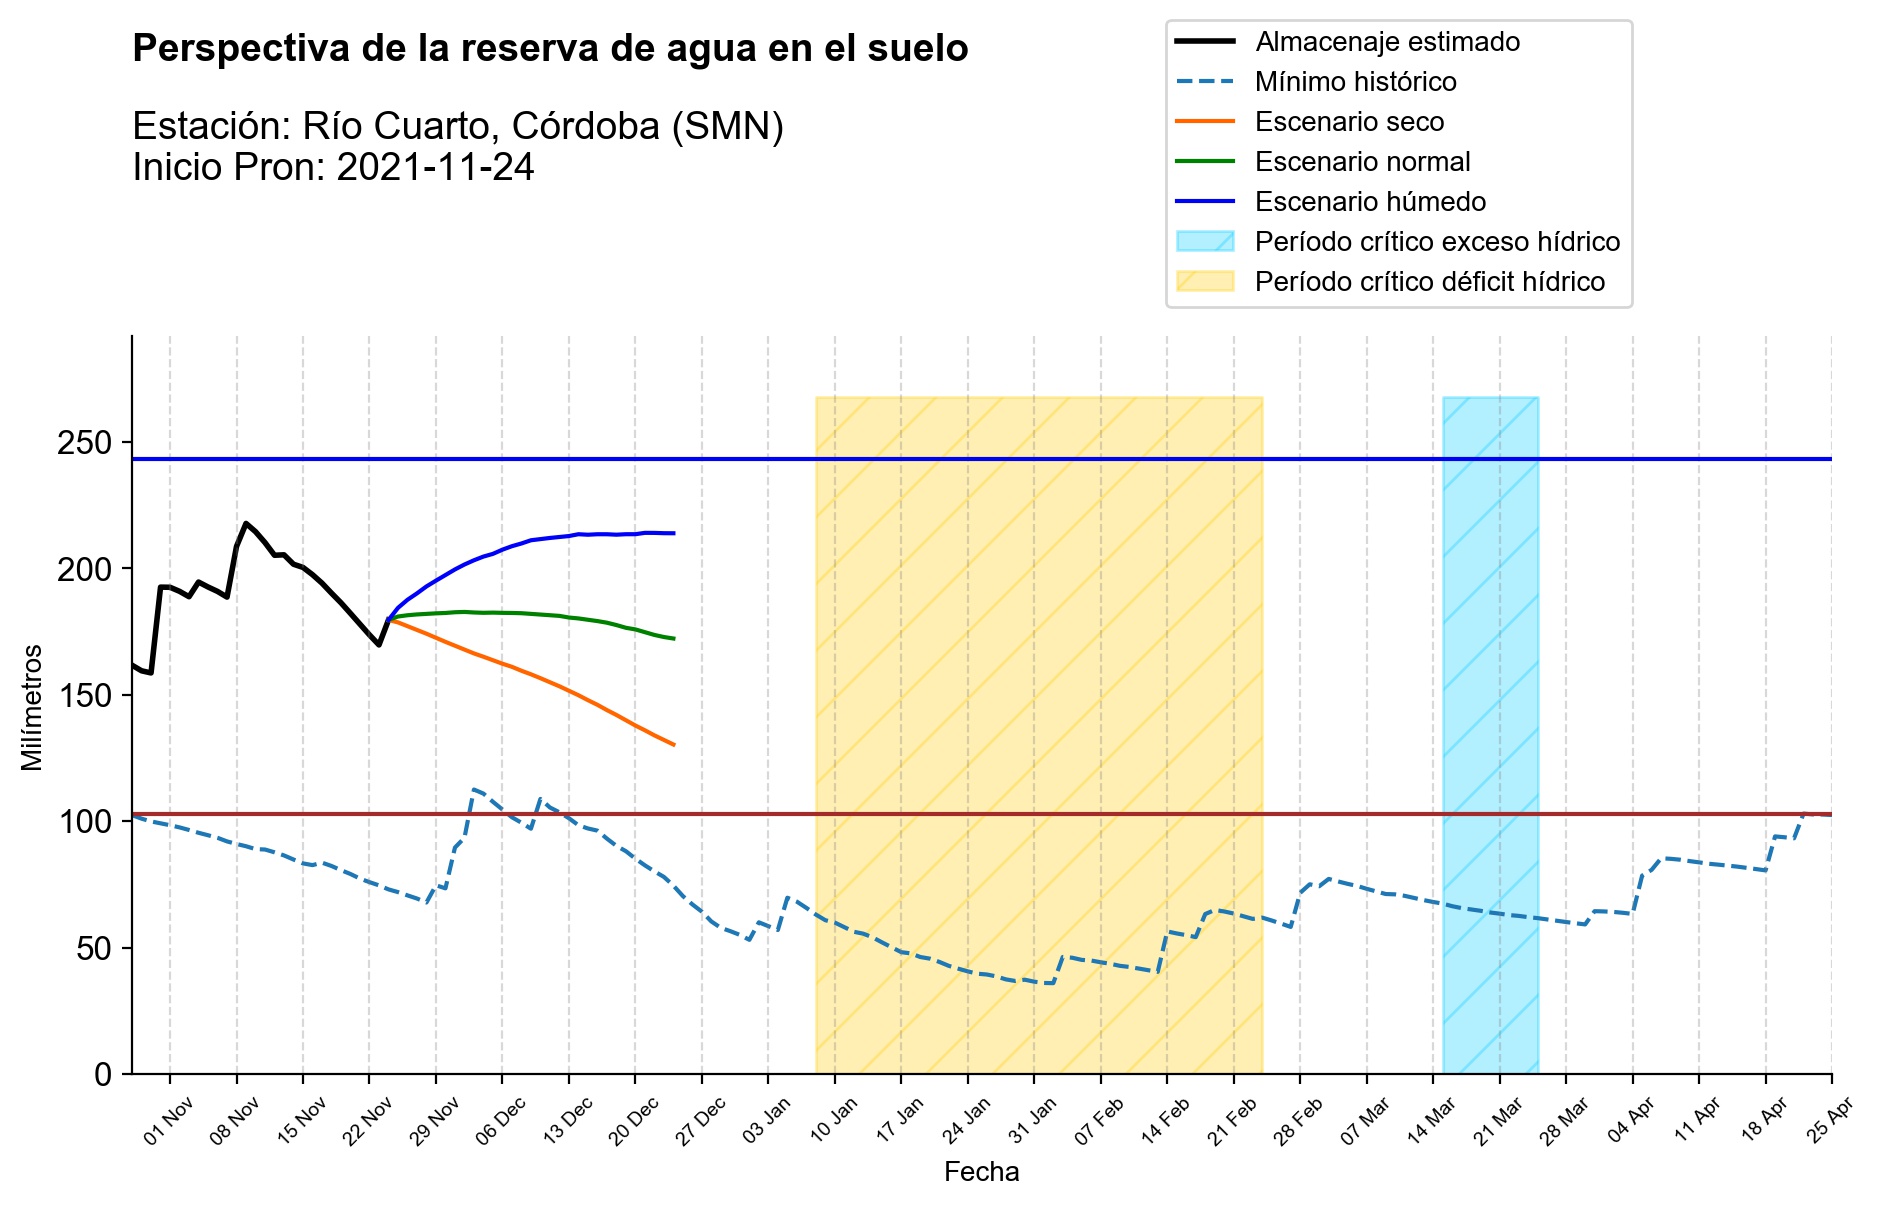 Perspectiva de la reserva de agua en el suelo
Estación: Río Cuarto, Córdoba (SMN)
Inicio Pron: 2021-11-24
Almacenaje estimado
Mínimo histórico
Escenario seco
Escenario normal
Escenario húmedo
Período crítico exceso hídrico
Período crítico déficit hídrico
Milímetros
250
200
150
100
50
0
01 Nov
08 Nov
15 Nov
22 Nov
29 Nov
06 Dec
13 Dec
20 Dec
27 Dec
03 Jan
10 Jan
17 Jan
24 Jan
31 Jan
07 Feb
14 Feb
21 Feb
28 Feb
07 Mar
14 Mar
21 Mar
28 Mar
04 Apr
11 Apr
18 Apr
25 Apr
Fecha